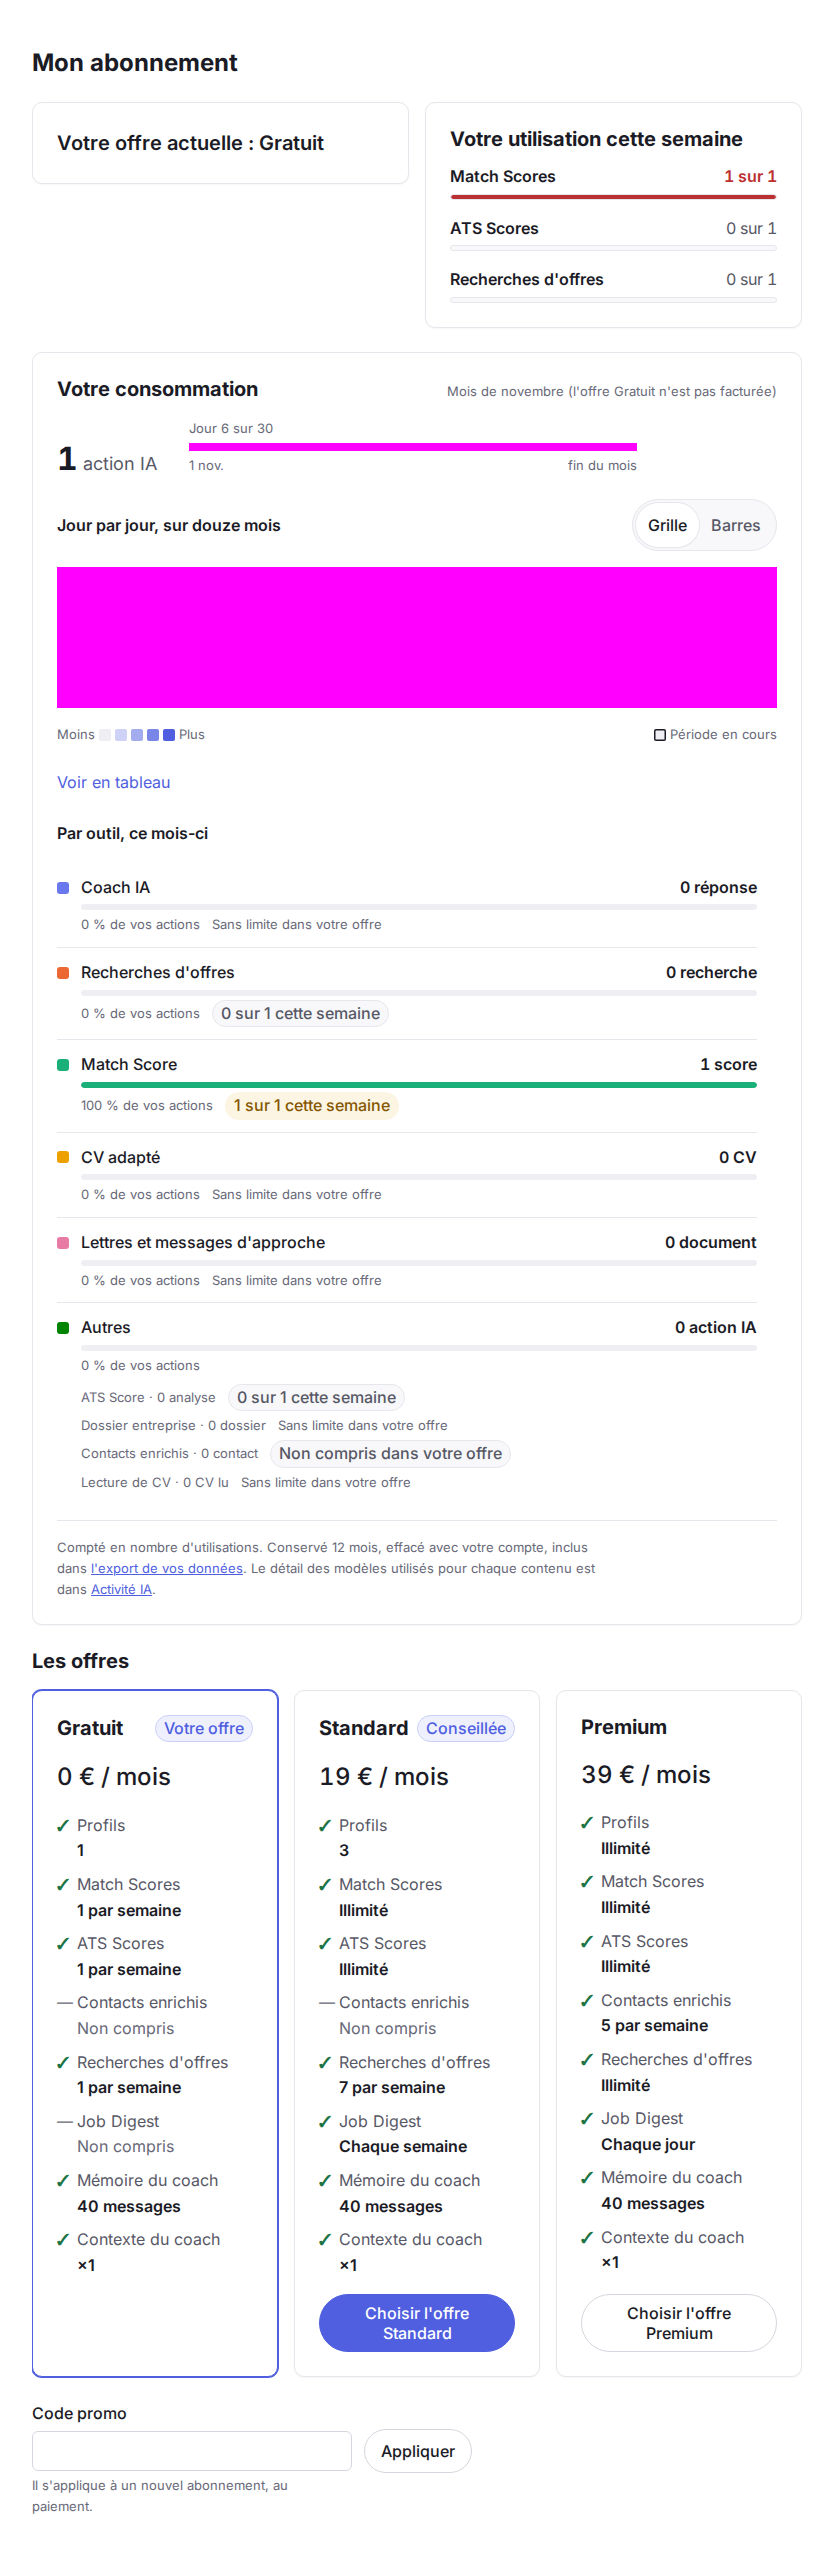 Mon abonnement
Votre offre actuelle : Gratuit
Votre utilisation cette semaine
Match Scores 1 sur 1
ATS Scores 0 sur 1
Recherches d'offres 0 sur 1
Votre consommation
Mois de novembre (l'offre Gratuit n'est pas facturée)
1 action IA
Jour 6 sur 30
1 nov. fin du mois
Jour par jour, sur douze mois
Grille Barres
Moins Plus
Période en cours
Voir en tableau
Par outil, ce mois-ci
Coach IA 0 réponse
0 % de vos actions Sans limite dans votre offre
Recherches d'offres 0 recherche
0 % de vos actions 0 sur 1 cette semaine
Match Score 1 score
100 % de vos actions 1 sur 1 cette semaine
CV adapté 0 CV
0 % de vos actions Sans limite dans votre offre
Lettres et messages d'approche 0 document
0 % de vos actions Sans limite dans votre offre
Autres 0 action IA
0 % de vos actions
ATS Score · 0 analyse 0 sur 1 cette semaine
Dossier entreprise · 0 dossier Sans limite dans votre offre
Contacts enrichis · 0 contact Non compris dans votre offre
Lecture de CV · 0 CV lu Sans limite dans votre offre
Compté en nombre d'utilisations. Conservé 12 mois, effacé avec votre compte, inclus
dans l'export de vos données. Le détail des modèles utilisés pour chaque contenu est
dans Activité IA.
Les offres
Gratuit Votre offre
0 € / mois
✓ Profils
1
✓ Match Scores
1 par semaine
✓ ATS Scores
1 par semaine
— Contacts enrichis
Non compris
✓ Recherches d'offres
1 par semaine
— Job Digest
Non compris
✓ Mémoire du coach
40 messages
✓ Contexte du coach
×1
Standard Conseillée
19 € / mois
✓ Profils
3
✓ Match Scores
Illimité
✓ ATS Scores
Illimité
— Contacts enrichis
Non compris
✓ Recherches d'offres
7 par semaine
✓ Job Digest
Chaque semaine
✓ Mémoire du coach
40 messages
✓ Contexte du coach
×1
Choisir l'offre
Standard
Premium
39 € / mois
✓ Profils
Illimité
✓ Match Scores
Illimité
✓ ATS Scores
Illimité
✓ Contacts enrichis
5 par semaine
✓ Recherches d'offres
Illimité
✓ Job Digest
Chaque jour
✓ Mémoire du coach
40 messages
✓ Contexte du coach
×1
Choisir l'offre
Premium
Code promo
Appliquer
Il s'applique à un nouvel abonnement, au
paiement.